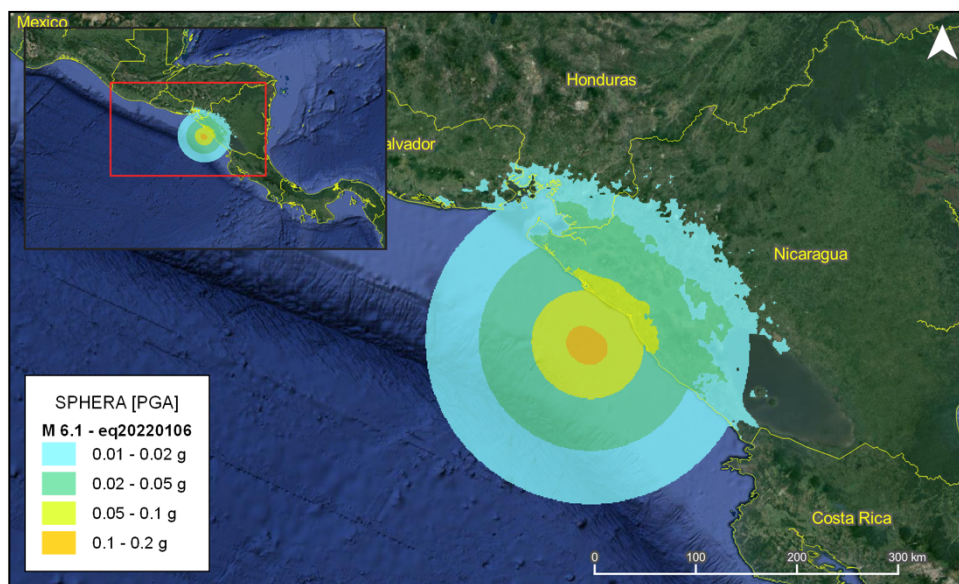 Mexico
Honduras
alvador
Nicaragua
Costa Rica
SPHERA [PGA]
M 6.1 - eq20220106
0.01 - 0.02 g
0.02 - 0.05 g
0.05 - 0.1 g
0.1 - 0.2 g
0 100 200 300 km